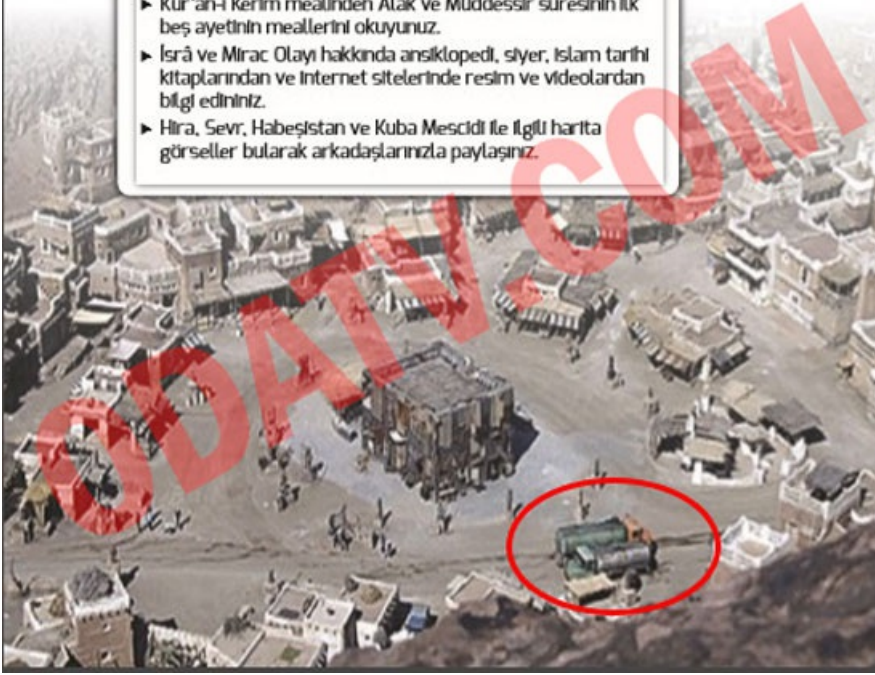 ► Kur'an-ı Kerim mealinden Alak ve Müddessir suresinin ilk
beş ayetinin meallerini okuyunuz.
► İsrâ ve Mirac Olayı hakkında ansiklopedi, siyer, islam tarihi
kitaplarından ve internet sitelerinde resim ve videolardan
bilgi edininiz.
► Hira, Sevr, Habeşistan ve Kuba Mescidi ile ilgili harita
görseller bularak arkadaşlarınızla paylaşınız.
ODATV.COM